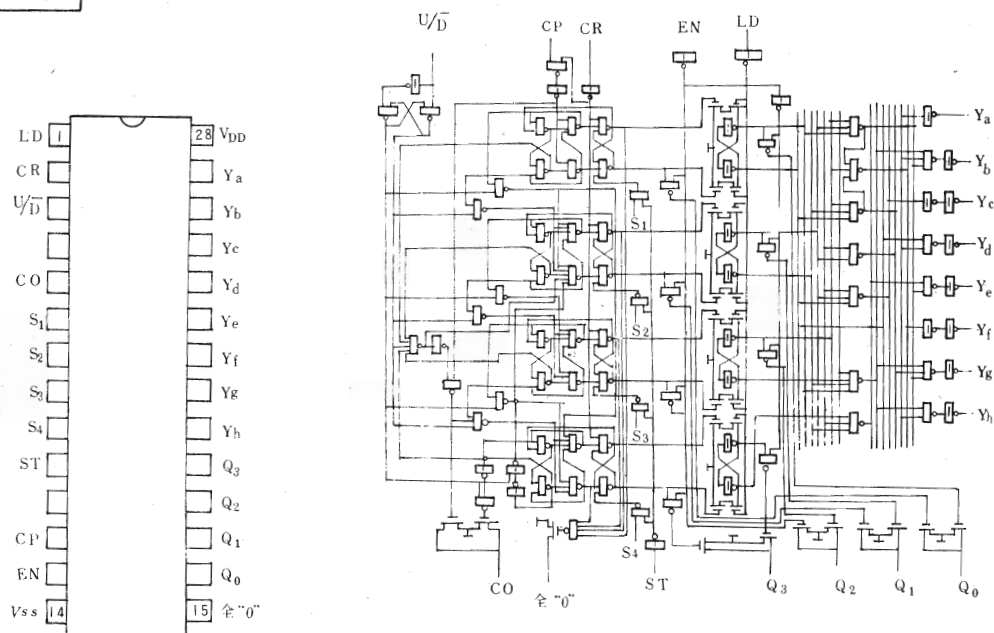 LD 1 28 VDD
CR Ya
U/D̅ Yb
Yc
CO Yd
S1 Ye
S2 Yf
S3 Yg
S4 Yh
ST Q3
Q2
CP Q1
EN Q0
Vss 14 15 全"0"
U/D̅ CP CR EN LD
Ya
Yb
Yc
Yd
Ye
Yf
Yg
Yh
S1
S2
S3
S4
CO 全"0" ST Q3 Q2 Q1 Q0